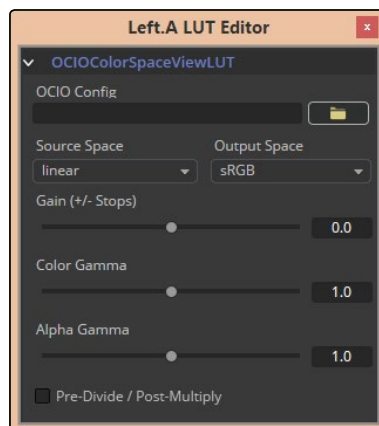 Left.A LUT Editor
x
OCIOColorSpaceViewLUT
OCIO Config
Source Space Output Space
linear sRGB
Gain (+/- Stops)
0.0
Color Gamma
1.0
Alpha Gamma
1.0
Pre-Divide / Post-Multiply